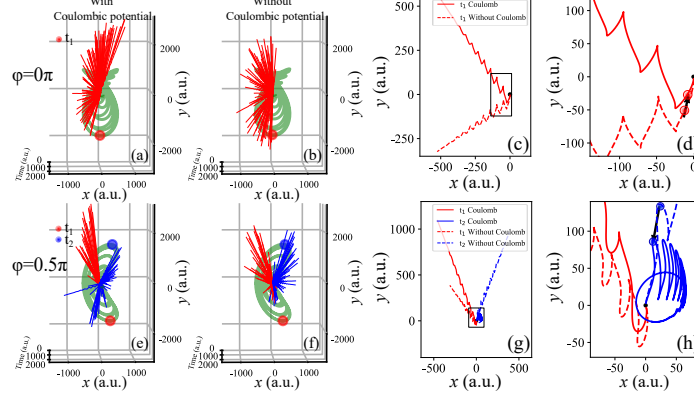 With
Coulombic potential
Without
Coulombic potential
t₁
2000
0
-2000
y (a.u.)
φ=0π
(a)
Time (a.u.)
0
1000
2000
-1000
0
1000
x (a.u.)
2000
0
-2000
y (a.u.)
(b)
-1000
0
1000
x (a.u.)
t₁ Coulomb
t₁ Without Coulomb
500
250
0
-250
y (a.u.)
(c)
-500
0
x (a.u.)
100
50
0
-50
-100
y (a.u.)
(d)
-100
-50
0
x (a.u.)
t₁
t₂
2000
0
-2000
y (a.u.)
φ=0.5π
(e)
Time (a.u.)
0
1000
2000
-1000
0
1000
x (a.u.)
2000
0
-2000
y (a.u.)
(f)
-1000
0
1000
x (a.u.)
t₁ Coulomb
t₂ Coulomb
t₁ Without Coulomb
t₂ Without Coulomb
1000
750
500
250
0
y (a.u.)
(g)
-500
0
500
x (a.u.)
100
50
0
-50
y (a.u.)
(h)
-50
0
50
x (a.u.)